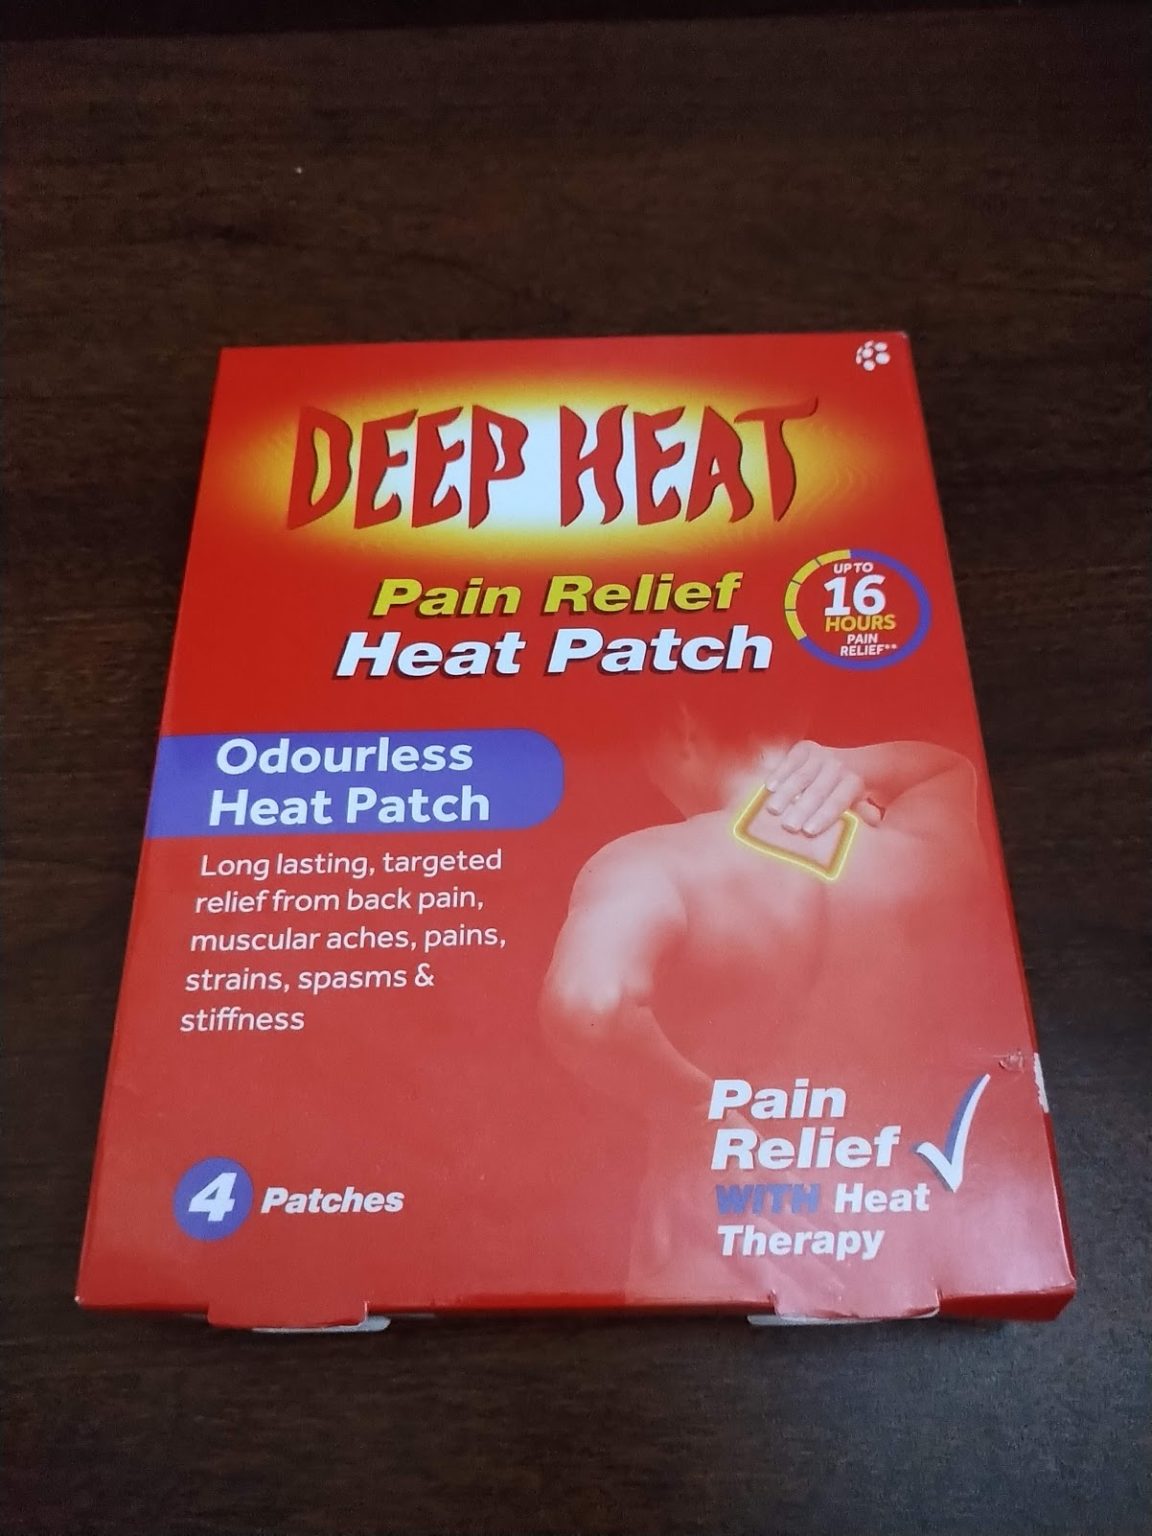 DEEP HEAT
Pain Relief
Heat Patch
UP TO
16
HOURS
PAIN
RELIEF**
Odourless
Heat Patch
Long lasting, targeted
relief from back pain,
muscular aches, pains,
strains, spasms &
stiffness
4 Patches
Pain
Relief
WITH Heat
Therapy